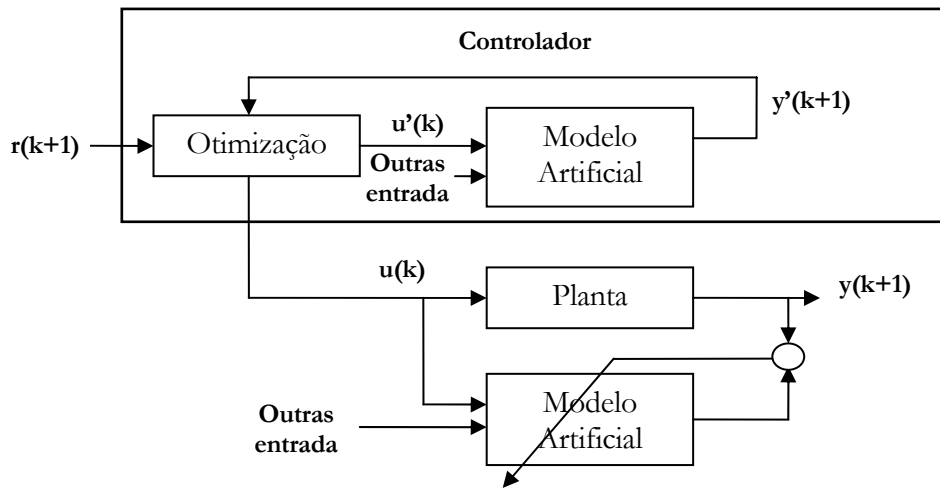 Controlador
y’(k+1)
r(k+1)
Otimização
u’(k)
Outras
entrada
Modelo
Artificial
u(k)
Planta
y(k+1)
Outras
entrada
Modelo
Artificial